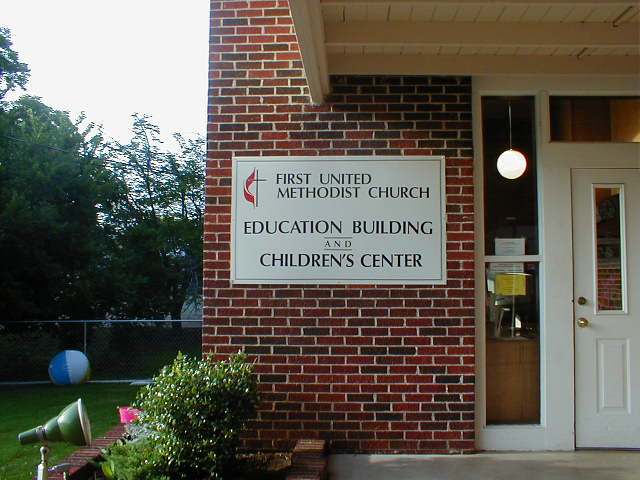 FIRST UNITED
METHODIST CHURCH
EDUCATION BUILDING
AND
CHILDREN'S CENTER